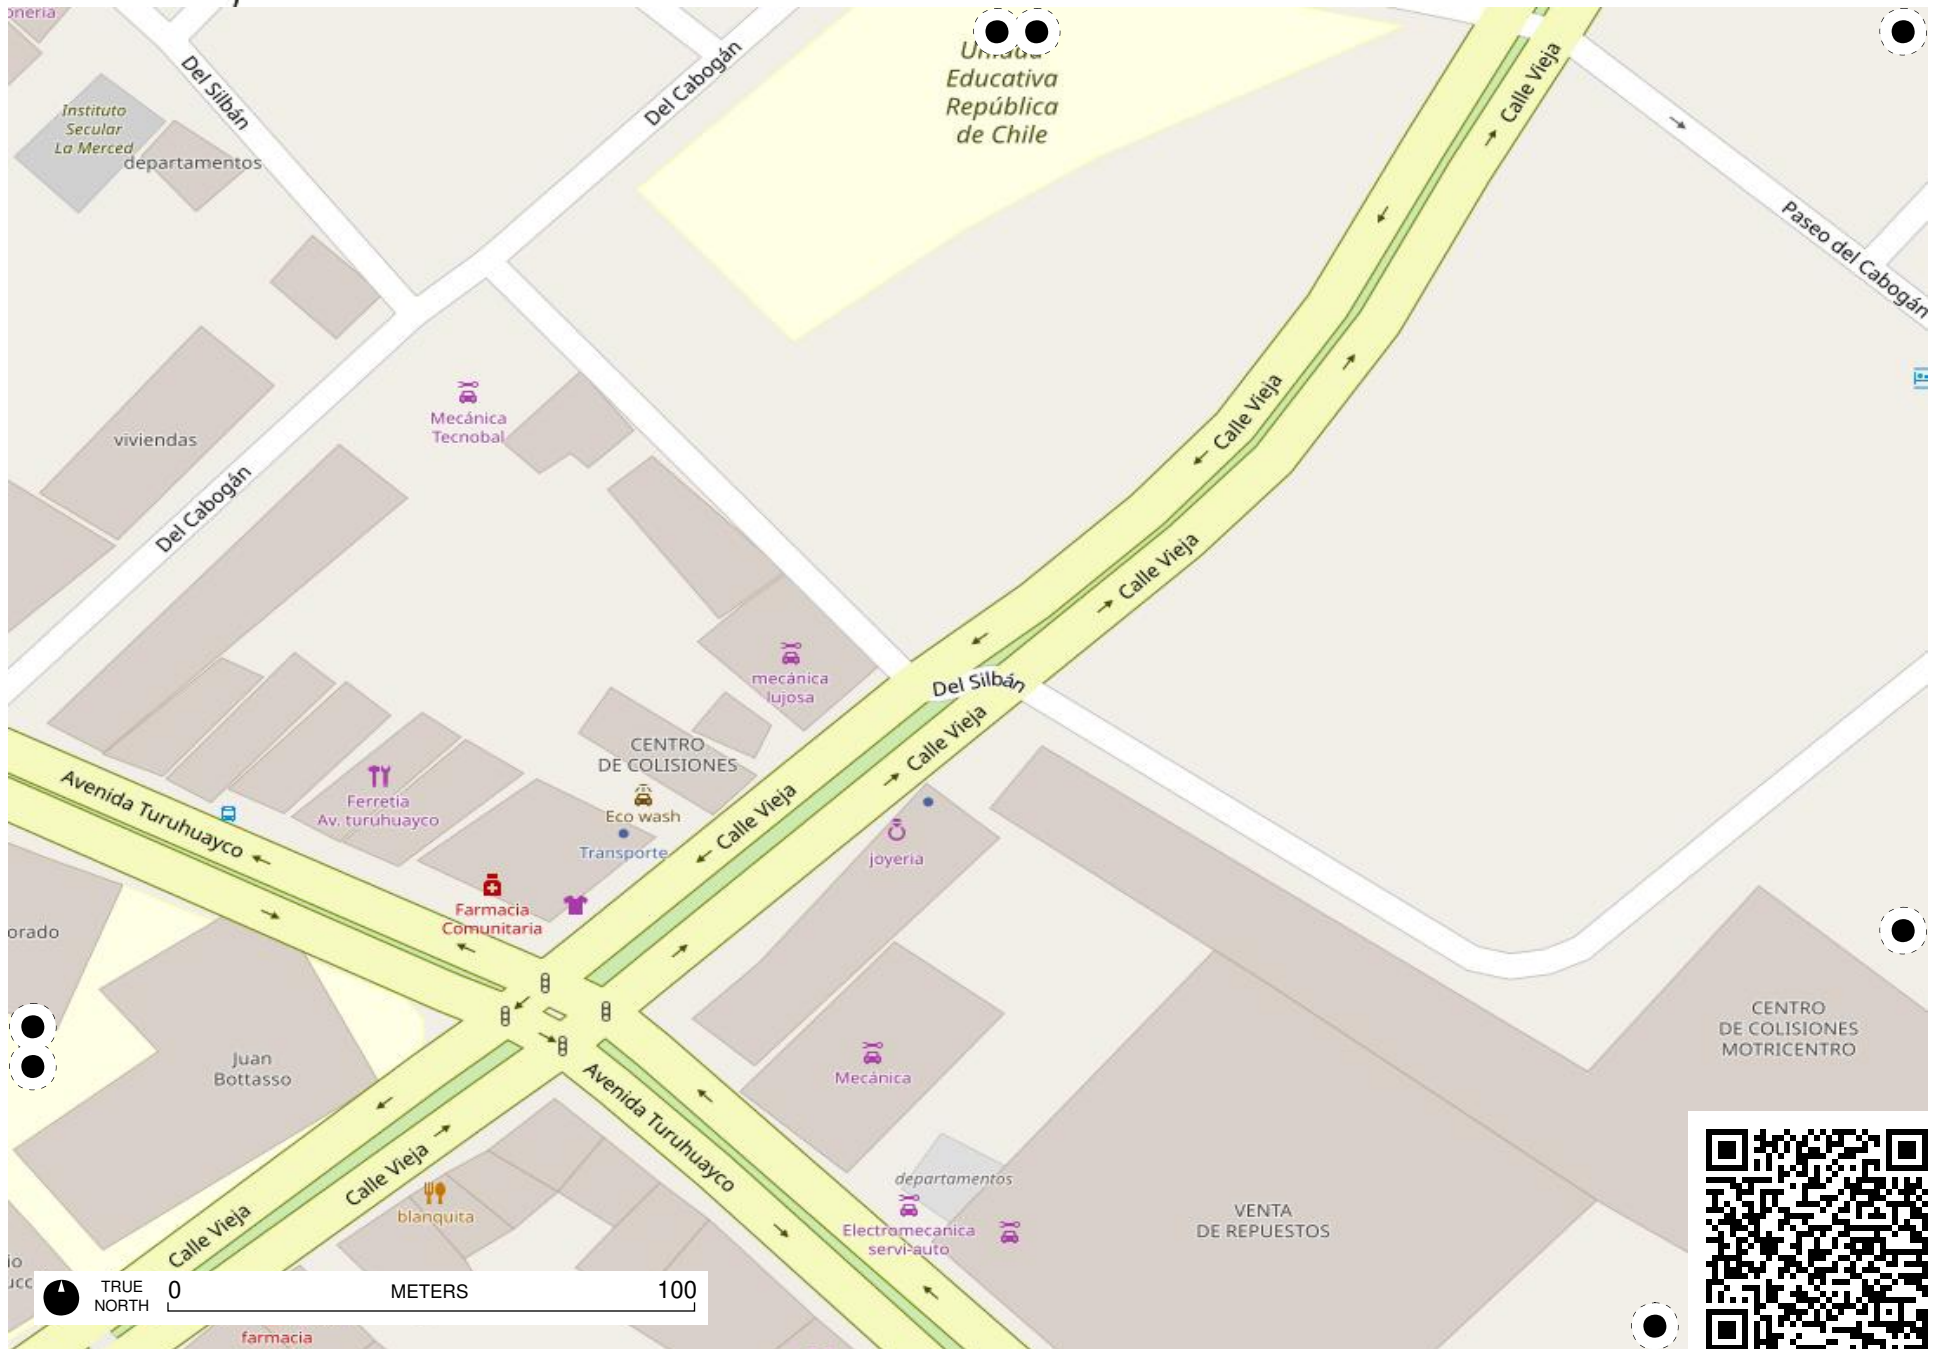 Del Silbán
Del Cabogán
Educativa
República
de Chile
Calle Vieja
Instituto
Secular
La Merced
departamentos
Paseo del Cabogán
Mecánica
Tecnobal
viviendas
Calle Vieja
Del Cabogán
Calle Vieja
mecánica
lujosa
Del Silbán
Calle Vieja
CENTRO
DE COLISIONES
Avenida Turuhuayco
Ferretia
Av. turuhuayco
Eco wash
Calle Vieja
Transporte
joyeria
Farmacia
Comunitaria
CENTRO
DE COLISIONES
MOTRICENTRO
Juan
Bottasso
Mecánica
Avenida Turuhuayco
Calle Vieja
departamentos
blanquita
Calle Vieja
Electromecanica
servi-auto
VENTA
DE REPUESTOS
TRUE
NORTH
0 METERS 100
farmacia